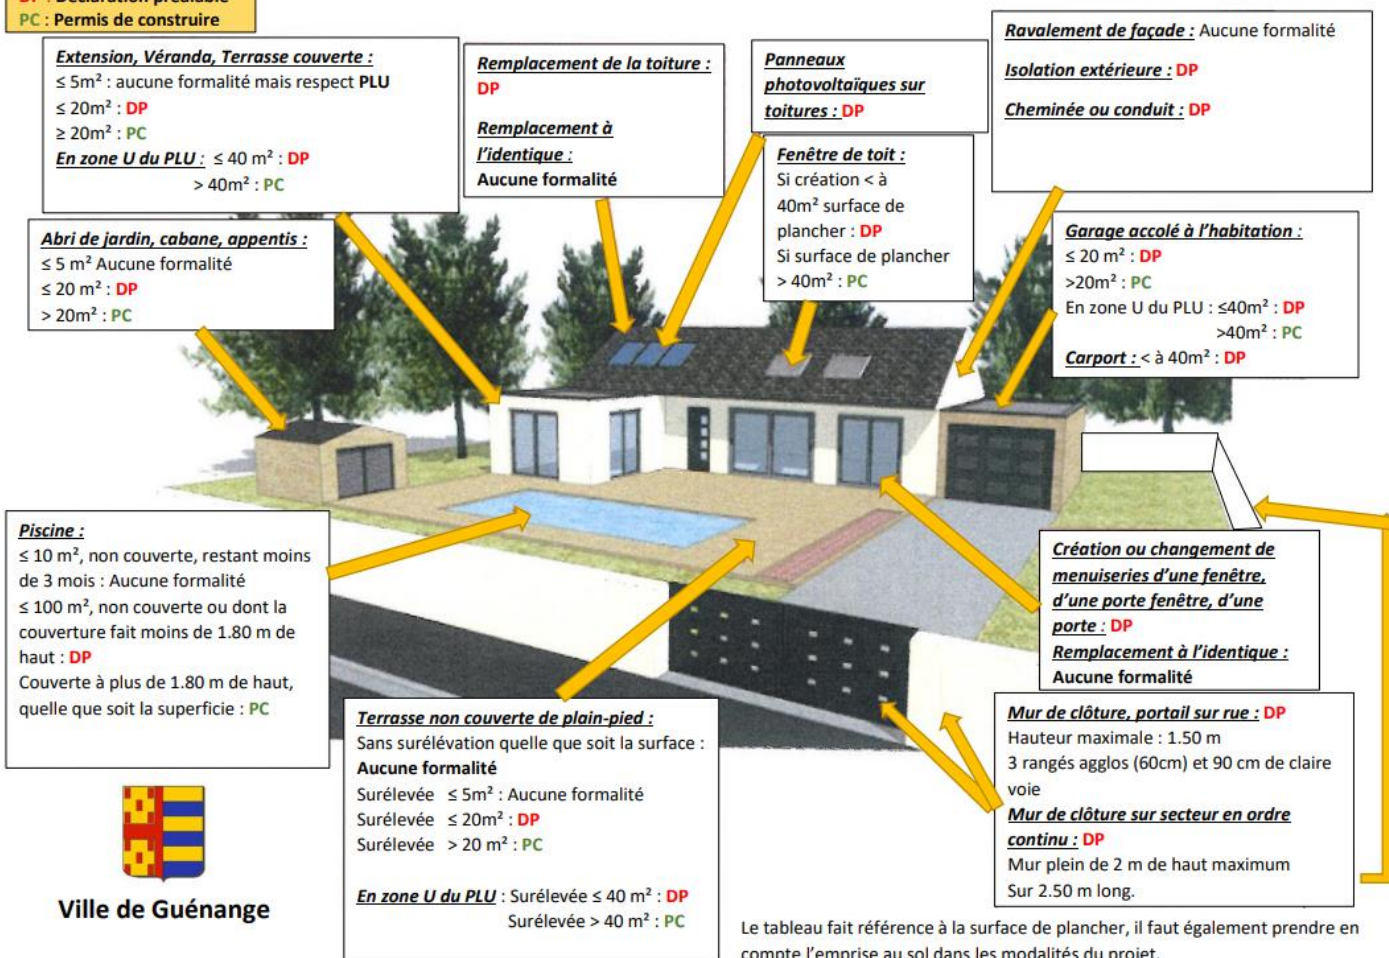 DP : Déclaration préalable
PC : Permis de construire
Extension, Véranda, Terrasse couverte :
≤ 5m² : aucune formalité mais respect PLU
≤ 20m² : DP
≥ 20m² : PC
En zone U du PLU : ≤ 40 m² : DP
> 40m² : PC
Remplacement de la toiture :
DP
Remplacement à
l'identique :
Aucune formalité
Panneaux
photovoltaïques sur
toitures : DP
Ravalement de façade : Aucune formalité
Isolation extérieure : DP
Cheminée ou conduit : DP
Fenêtre de toit :
Si création < à
40m² surface de
plancher : DP
Si surface de plancher
> 40m² : PC
Abri de jardin, cabane, appentis :
≤ 5 m² Aucune formalité
≤ 20 m² : DP
> 20m² : PC
Garage accolé à l'habitation :
≤ 20 m² : DP
>20m² : PC
En zone U du PLU : ≤40m² : DP
>40m² : PC
Carport : < à 40m² : DP
Piscine :
≤ 10 m², non couverte, restant moins
de 3 mois : Aucune formalité
≤ 100 m², non couverte ou dont la
couverture fait moins de 1.80 m de
haut : DP
Couverte à plus de 1.80 m de haut,
quelle que soit la superficie : PC
Création ou changement de
menuiseries d'une fenêtre,
d'une porte fenêtre, d'une
porte : DP
Remplacement à l'identique :
Aucune formalité
Terrasse non couverte de plain-pied :
Sans surélévation quelle que soit la surface :
Aucune formalité
Surélevée ≤ 5m² : Aucune formalité
Surélevée ≤ 20m² : DP
Surélevée > 20 m² : PC
En zone U du PLU : Surélevée ≤ 40 m² : DP
Surélevée > 40 m² : PC
Mur de clôture, portail sur rue : DP
Hauteur maximale : 1.50 m
3 rangés agglos (60cm) et 90 cm de claire
voie
Mur de clôture sur secteur en ordre
continu : DP
Mur plein de 2 m de haut maximum
Sur 2.50 m long.
Ville de Guénange
Le tableau fait référence à la surface de plancher, il faut également prendre en
compte l'emprise au sol dans les modalités du projet.